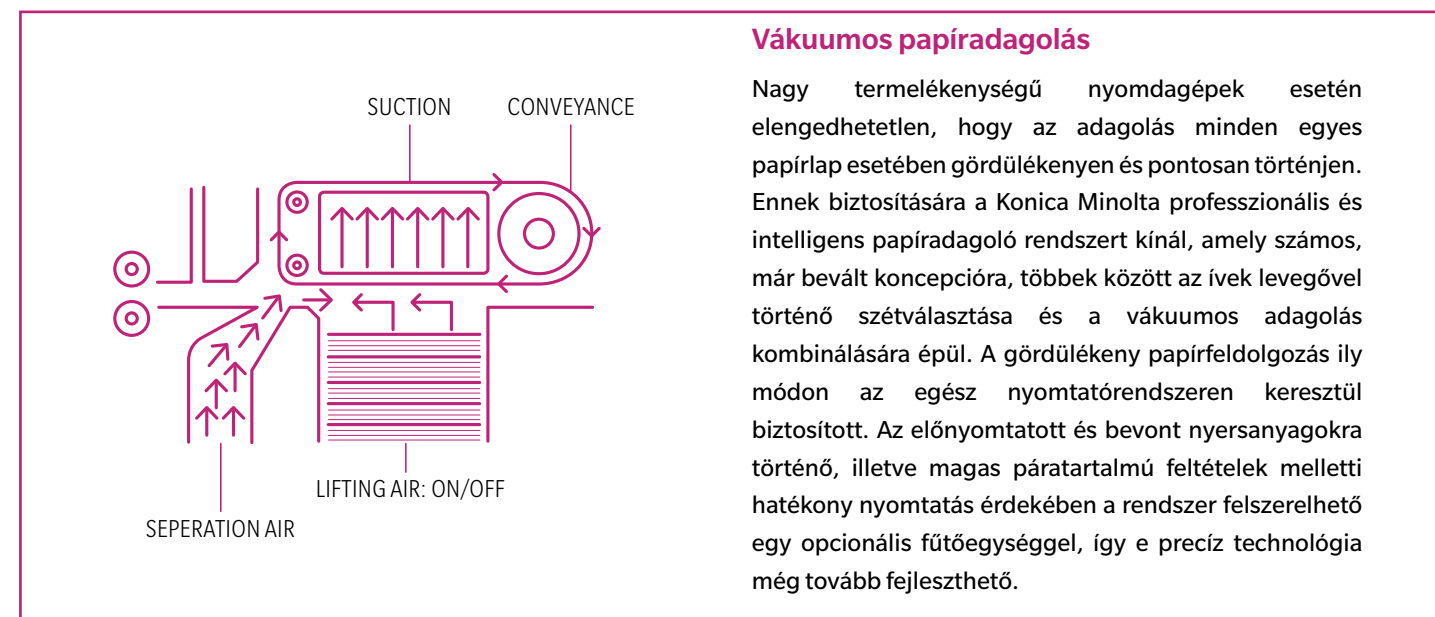 SUCTION
CONVEYANCE
LIFTING AIR: ON/OFF
SEPERATION AIR
Vákuumos papíradagolás
Nagy termelékenységű nyomdagépek esetén
elengedhetetlen, hogy az adagolás minden egyes
papírlap esetében gördülékenyen és pontosan történjen.
Ennek biztosítására a Konica Minolta professzionális és
intelligens papíradagoló rendszert kínál, amely számos,
már bevált koncepcióra, többek között az ívek levegővel
történő szétválasztása és a vákuumos adagolás
kombinálására épül. A gördülékeny papírfeldolgozás ily
módon az egész nyomtatórendszeren keresztül
biztosított. Az előnyomtatott és bevont nyersanyagokra
történő, illetve magas páratartalmú feltételek melletti
hatékony nyomtatás érdekében a rendszer felszerelhető
egy opcionális fűtőegységgel, így e precíz technológia
még tovább fejleszthető.